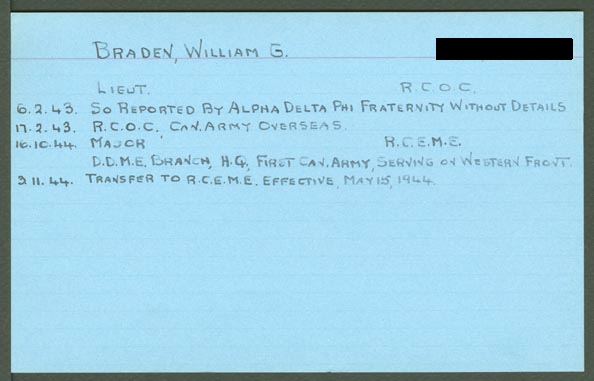 BRADEN, WILLIAM G.
LIEUT. R.C.O.C.
6.2.43. SO REPORTED BY ALPHA DELTA PHI FRATERNITY WITHOUT DETAILS
17.2.43. R.C.O.C. CAN. ARMY OVERSEAS.
16.10.44. MAJOR R.C.E.M.E.
D.D.M.E. BRANCH, H.Q., FIRST CAN. ARMY, SERVING ON WESTERN FRONT.
9.11.44. TRANSFER TO R.C.E.M.E. EFFECTIVE, MAY 15, 1944.